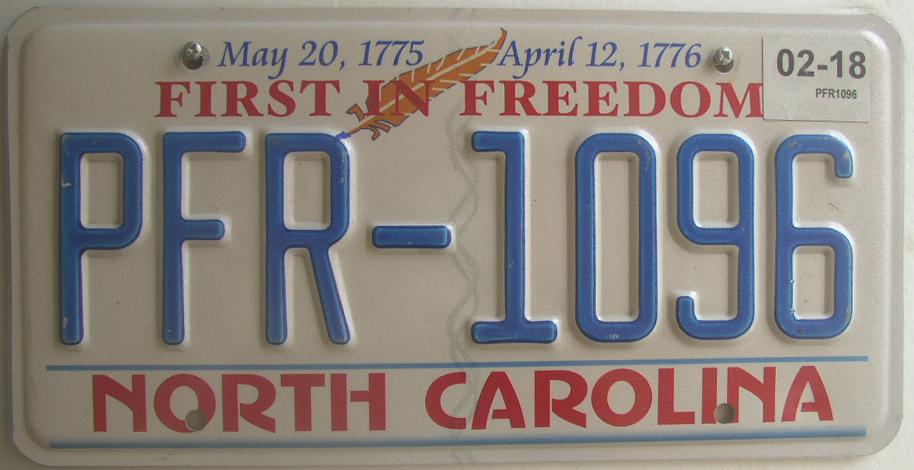 May 20, 1775 April 12, 1776
02-18
PFR1096
FIRST IN FREEDOM
PFR-1096
NORTH CAROLINA